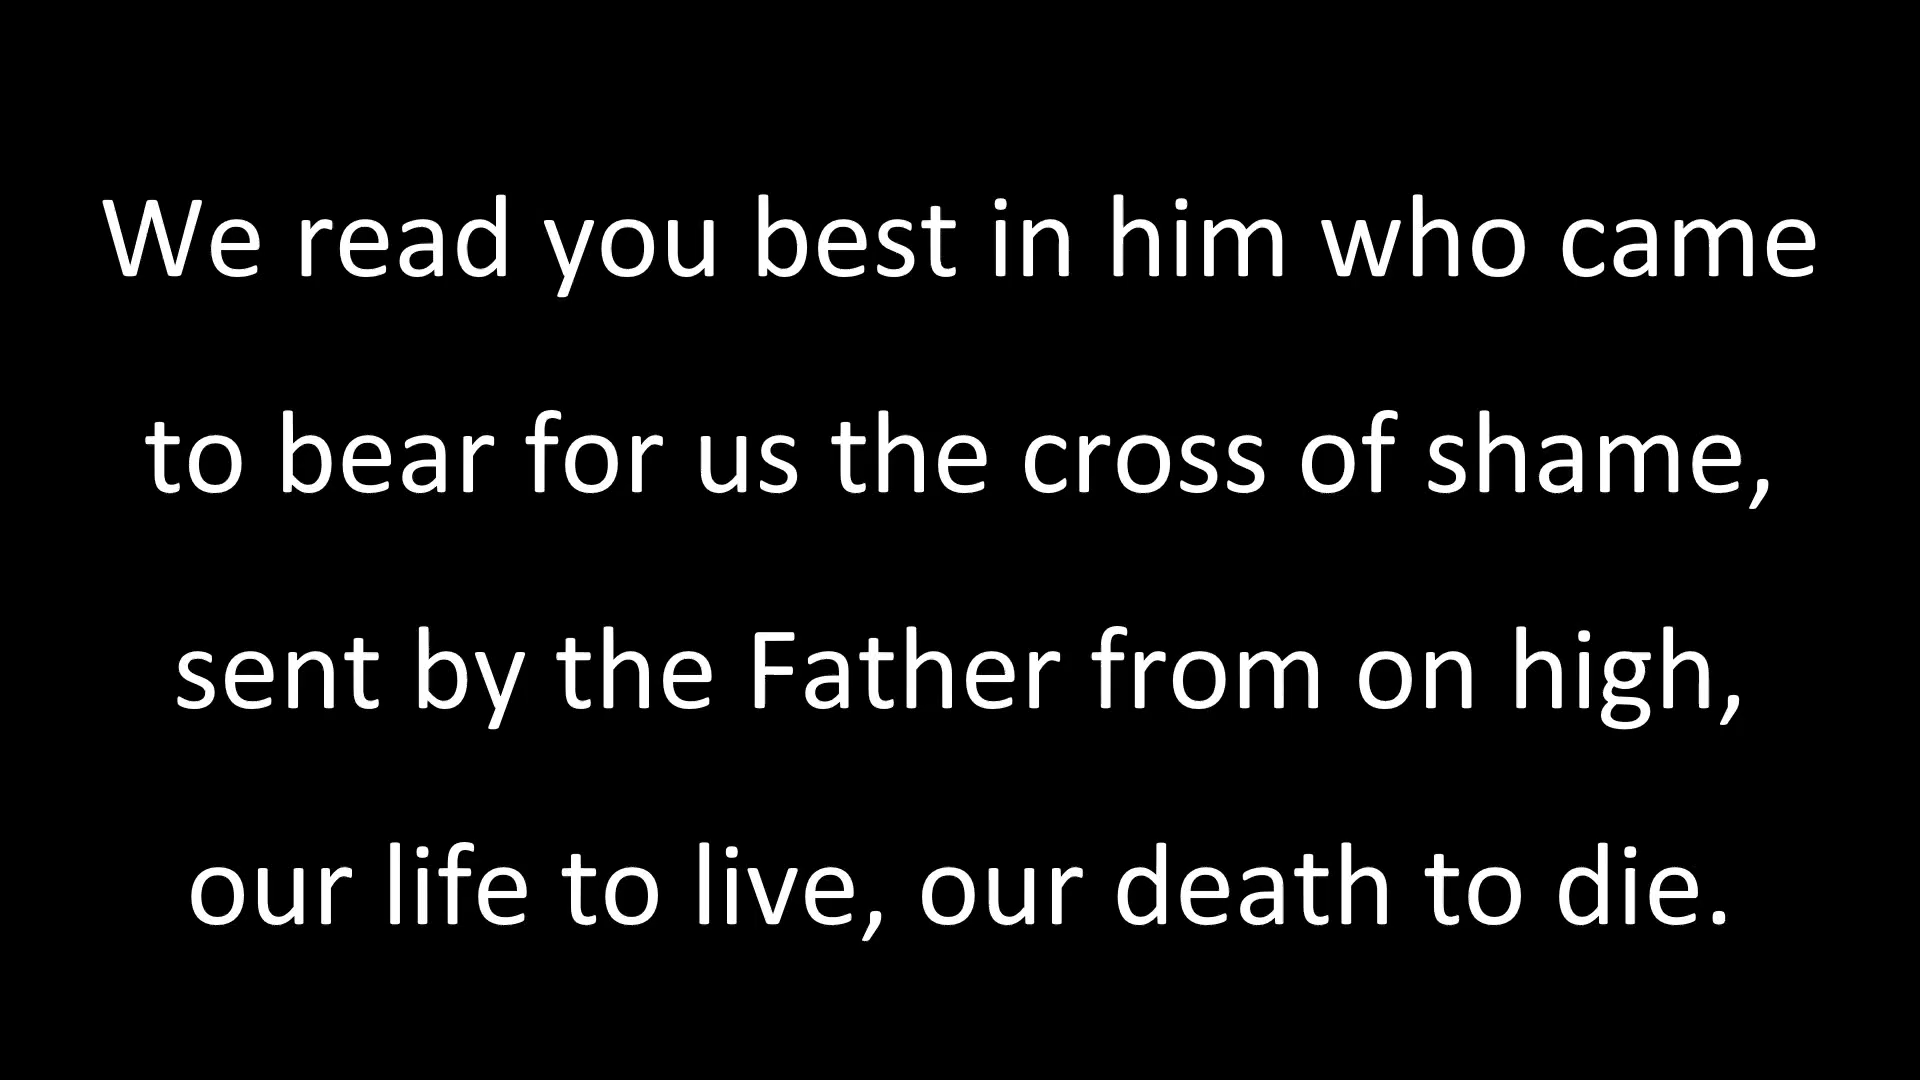 We read you best in him who came
to bear for us the cross of shame,
sent by the Father from on high,
our life to live, our death to die.